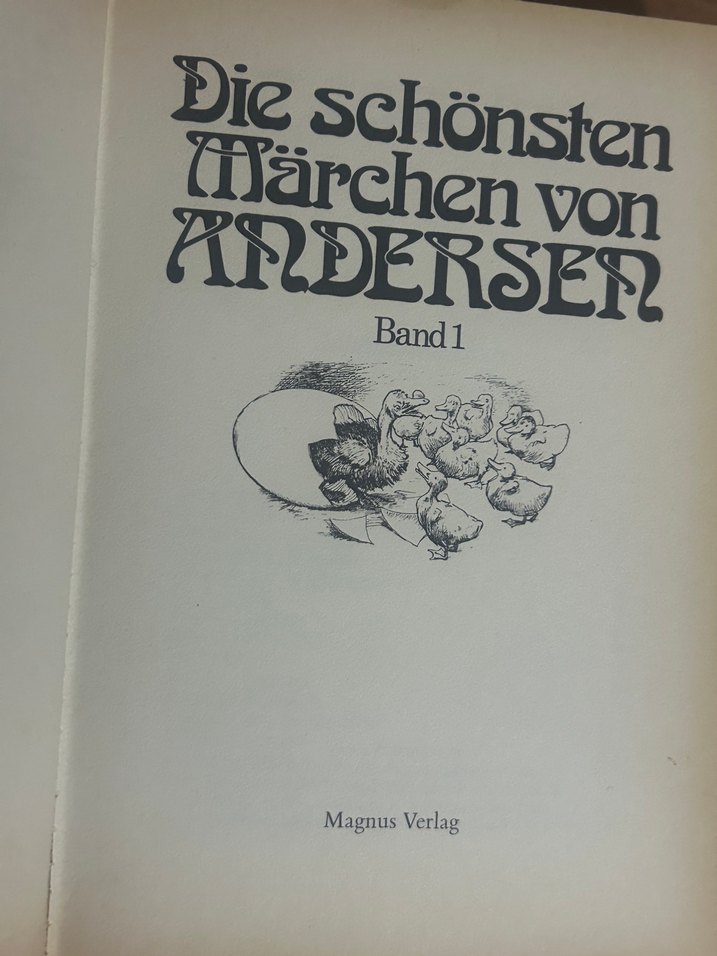 Die schönsten
Märchen von
ANDERSEN
Band 1
Magnus Verlag